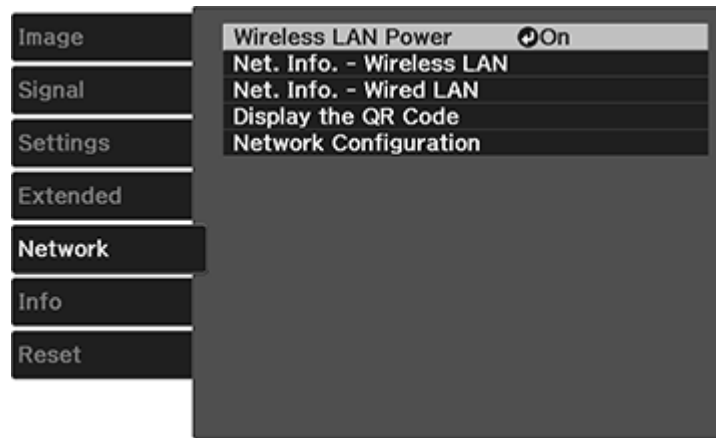 Image
Signal
Settings
Extended
Network
Info
Reset
Wireless LAN Power On
Net. Info. - Wireless LAN
Net. Info. - Wired LAN
Display the QR Code
Network Configuration